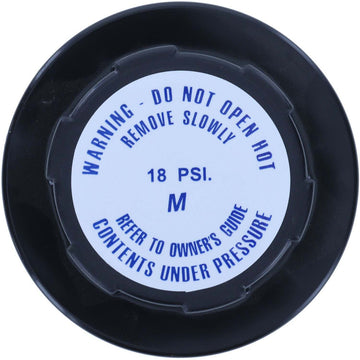 WARNING - DO NOT OPEN HOT
REMOVE SLOWLY
18 PSI.
M
REFER TO OWNER'S GUIDE
CONTENTS UNDER PRESSURE